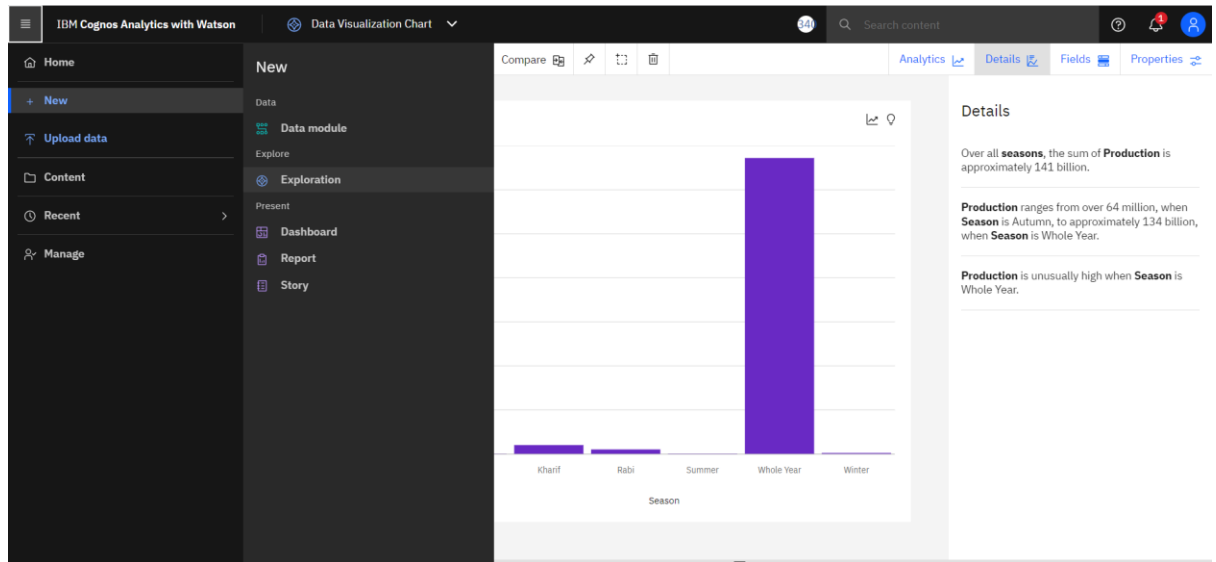 IBM Cognos Analytics with Watson
Data Visualization Chart
340
Search content
Home
New
Upload data
Content
Recent
Manage
New
Data
Data module
Explore
Exploration
Present
Dashboard
Report
Story
Compare
Analytics
Details
Fields
Properties
Kharif
Rabi
Summer
Whole Year
Winter
Season
Details
Over all seasons, the sum of Production is
approximately 141 billion.
Production ranges from over 64 million, when
Season is Autumn, to approximately 134 billion,
when Season is Whole Year.
Production is unusually high when Season is
Whole Year.